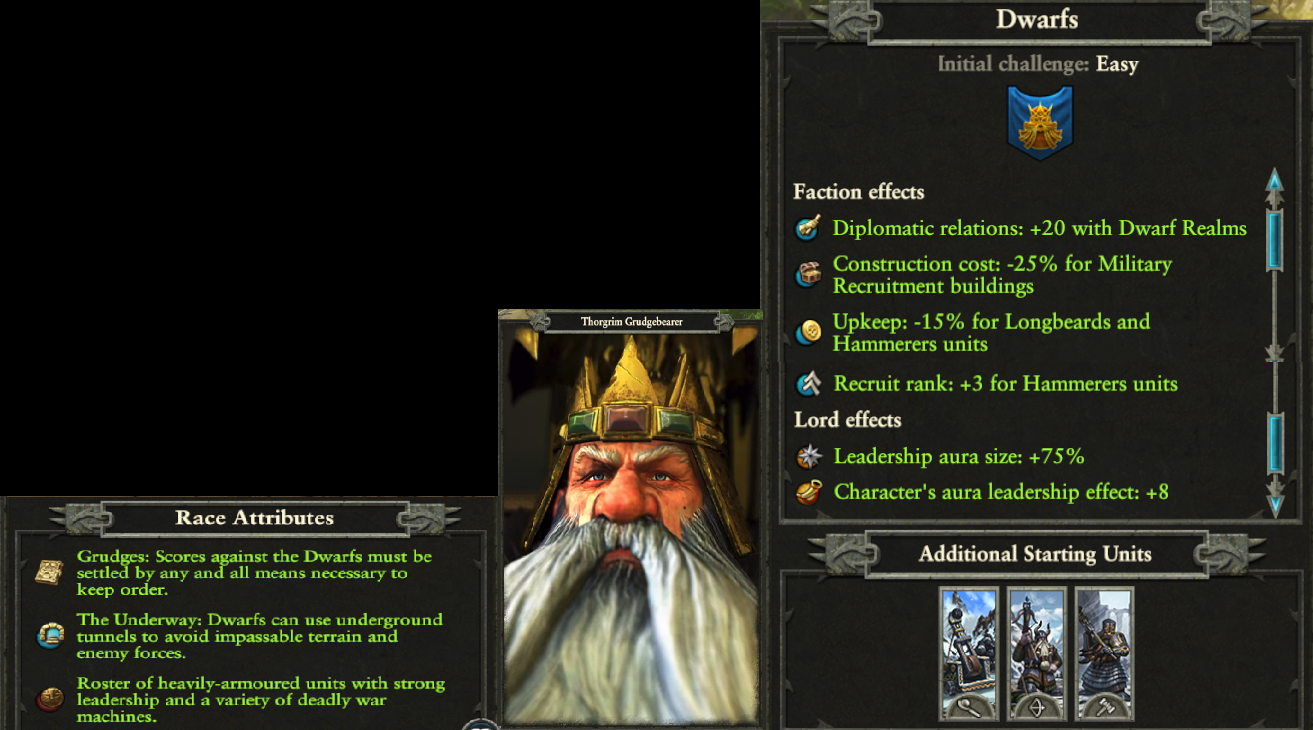 Dwarfs
Initial challenge: Easy
Faction effects
Diplomatic relations: +20 with Dwarf Realms
Construction cost: -25% for Military
Recruitment buildings
Upkeep: -15% for Longbeards and
Hammerers units
Recruit rank: +3 for Hammerers units
Lord effects
Leadership aura size: +75%
Character's aura leadership effect: +8
Additional Starting Units
Thorgrim Grudgebearer
Race Attributes
Grudges: Scores against the Dwarfs must be
settled by any and all means necessary to
keep order.
The Underway: Dwarfs can use underground
tunnels to avoid impassable terrain and
enemy forces.
Roster of heavily-armoured units with strong
leadership and a variety of deadly war
machines.